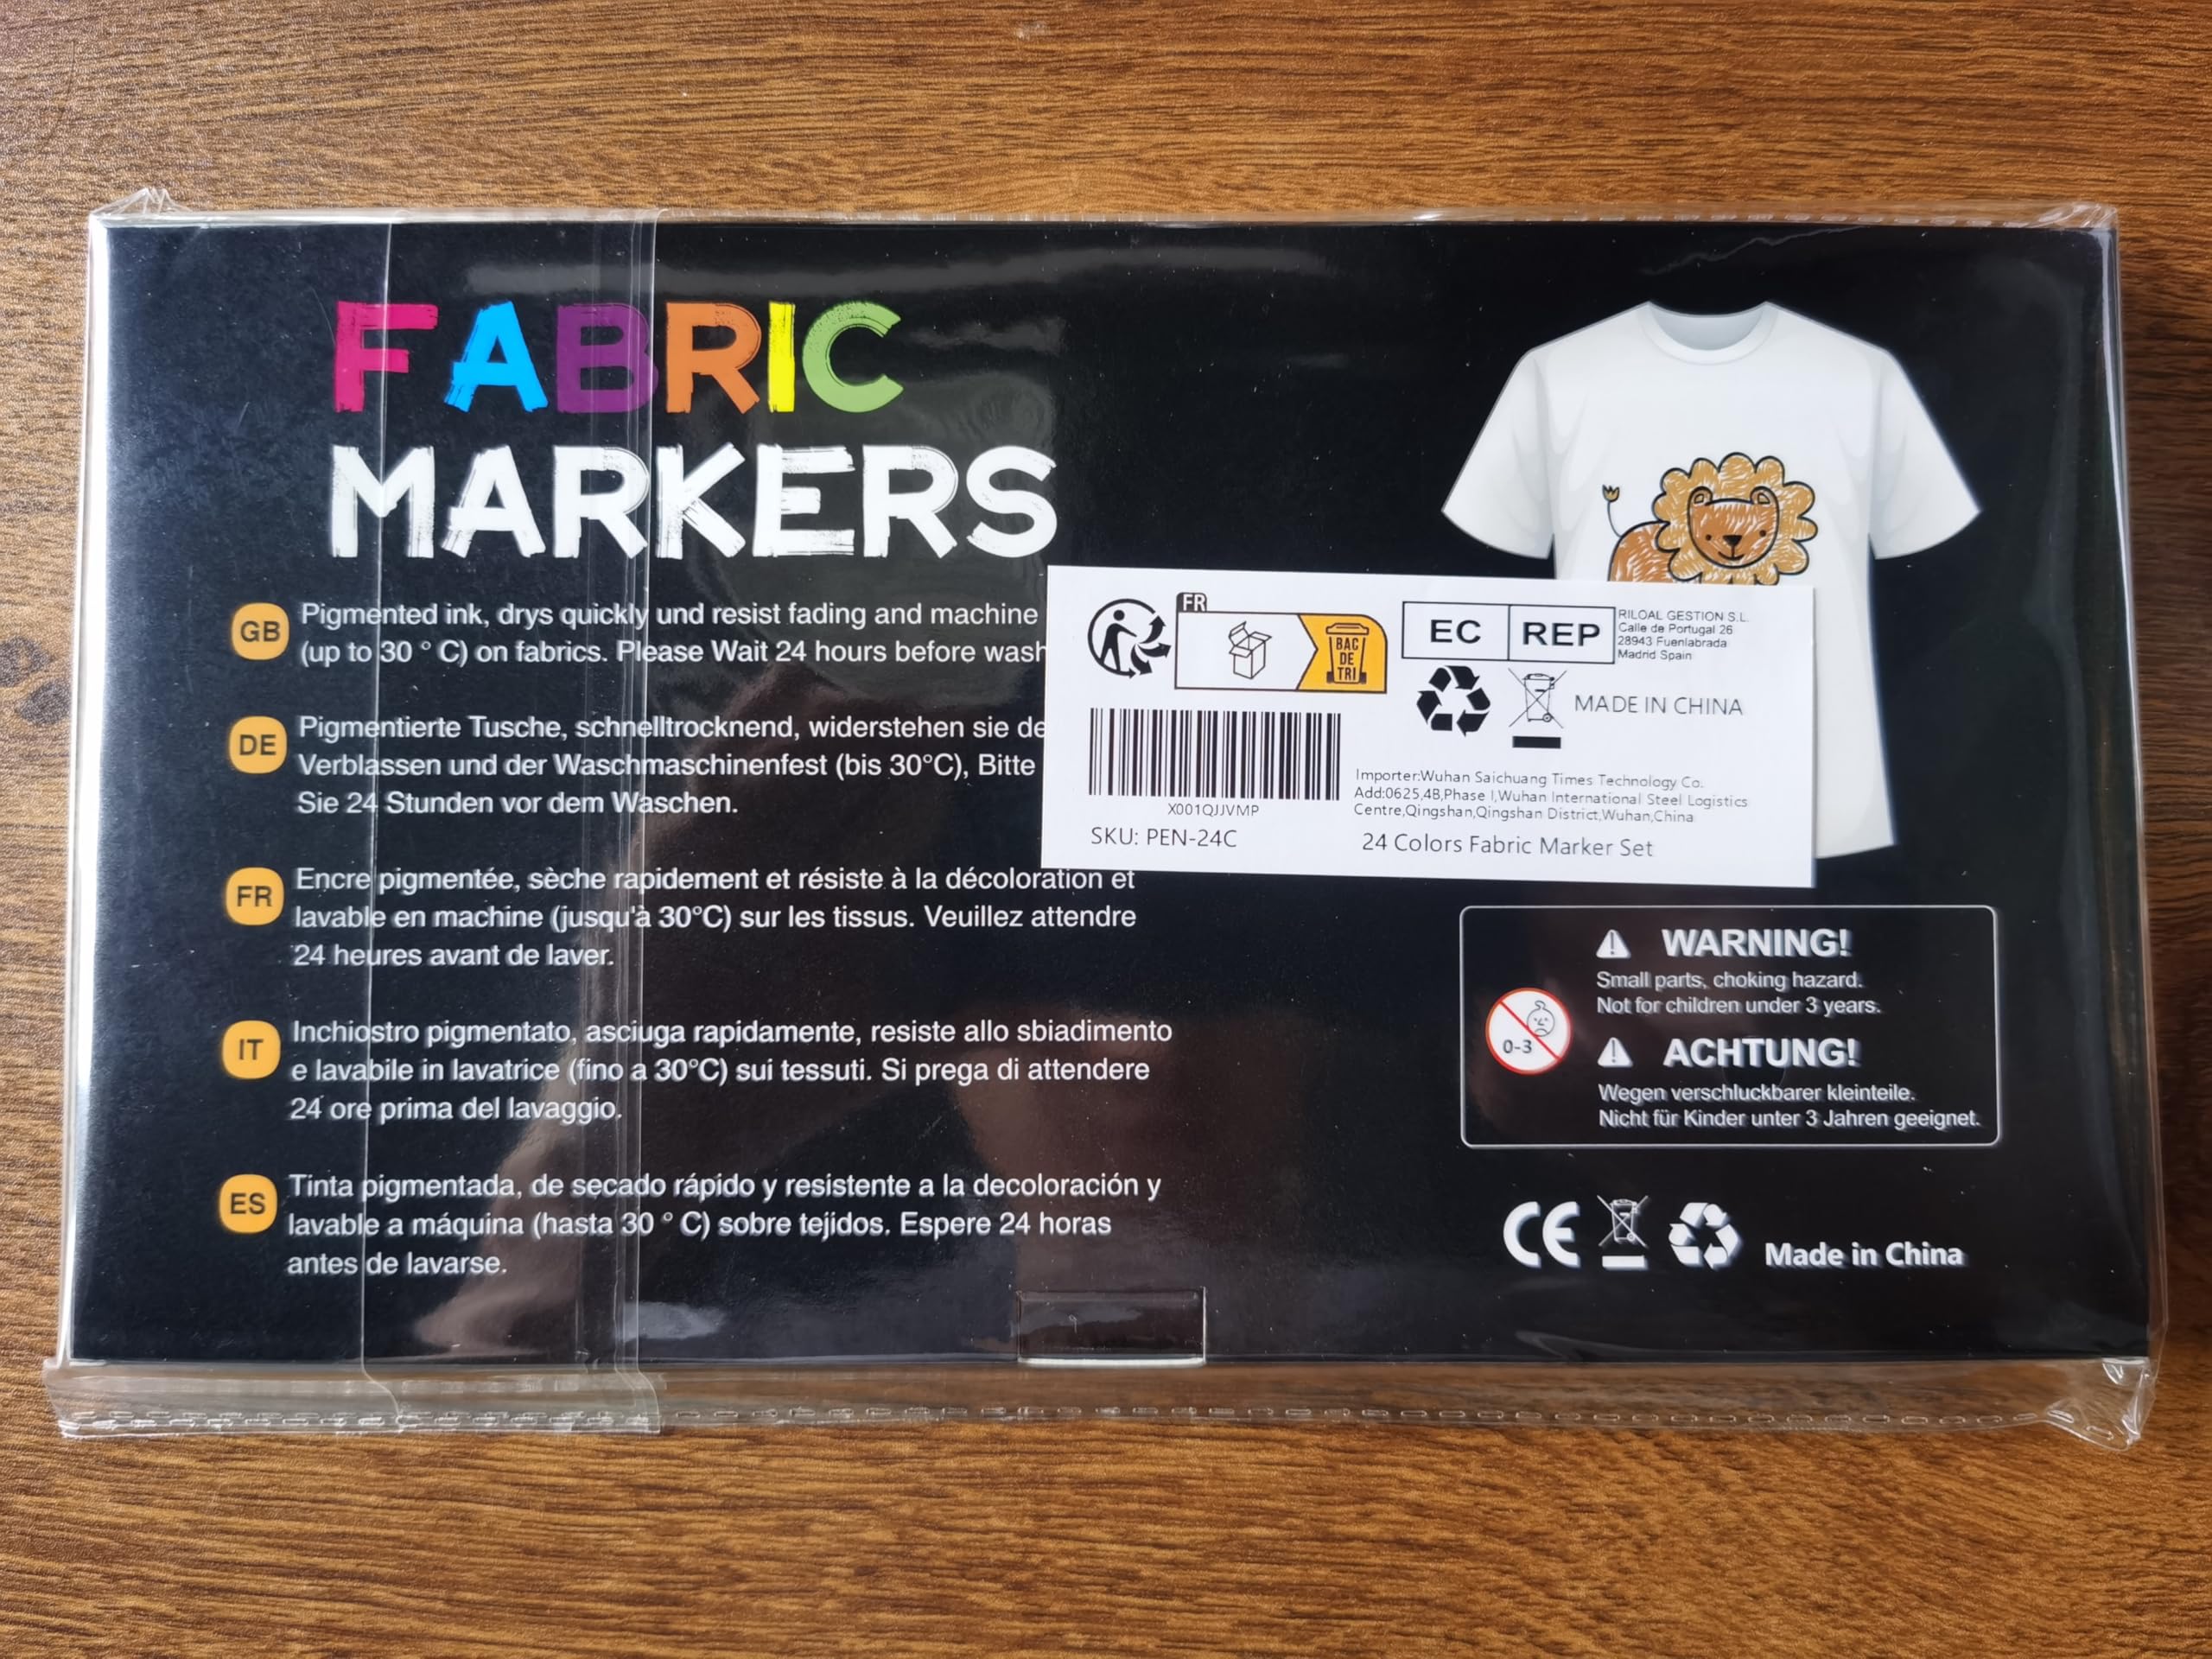 FABRIC
MARKERS
GB
Pigmented ink, drys quickly und resist fading and machine
(up to 30 ° C) on fabrics. Please Wait 24 hours before wash
DE
Pigmentierte Tusche, schnelltrocknend, widerstehen sie de
Verblassen und der Waschmaschinenfest (bis 30°C), Bitte
Sie 24 Stunden vor dem Waschen.
FR
Encre pigmentée, sèche rapidement et résiste à la décoloration et
lavable en machine (jusqu'à 30°C) sur les tissus. Veuillez attendre
24 heures avant de laver.
IT
Inchiostro pigmentato, asciuga rapidamente, resiste allo sbiadimento
e lavabile in lavatrice (fino a 30°C) sui tessuti. Si prega di attendere
24 ore prima del lavaggio.
ES
Tinta pigmentada, de secado rápido y resistente a la decoloración y
lavable a máquina (hasta 30 ° C) sobre tejidos. Espere 24 horas
antes de lavarse.
FR
BAC
DE
TRI
EC REP
RILOAL GESTION S.L.
Calle de Portugal 26
28943 Fuenlabrada
Madrid Spain
MADE IN CHINA
X001QJJVMP
SKU: PEN-24C
Importer:Wuhan Saichuang Times Technology Co.
Add:0625,4B,Phase I,Wuhan International Steel Logistics
Centre,Qingshan,Qingshan District,Wuhan,China
24 Colors Fabric Marker Set
WARNING!
Small parts, choking hazard.
Not for children under 3 years.
0-3
ACHTUNG!
Wegen verschluckbarer kleinteile.
Nicht für Kinder unter 3 Jahren geeignet.
CE
Made in China